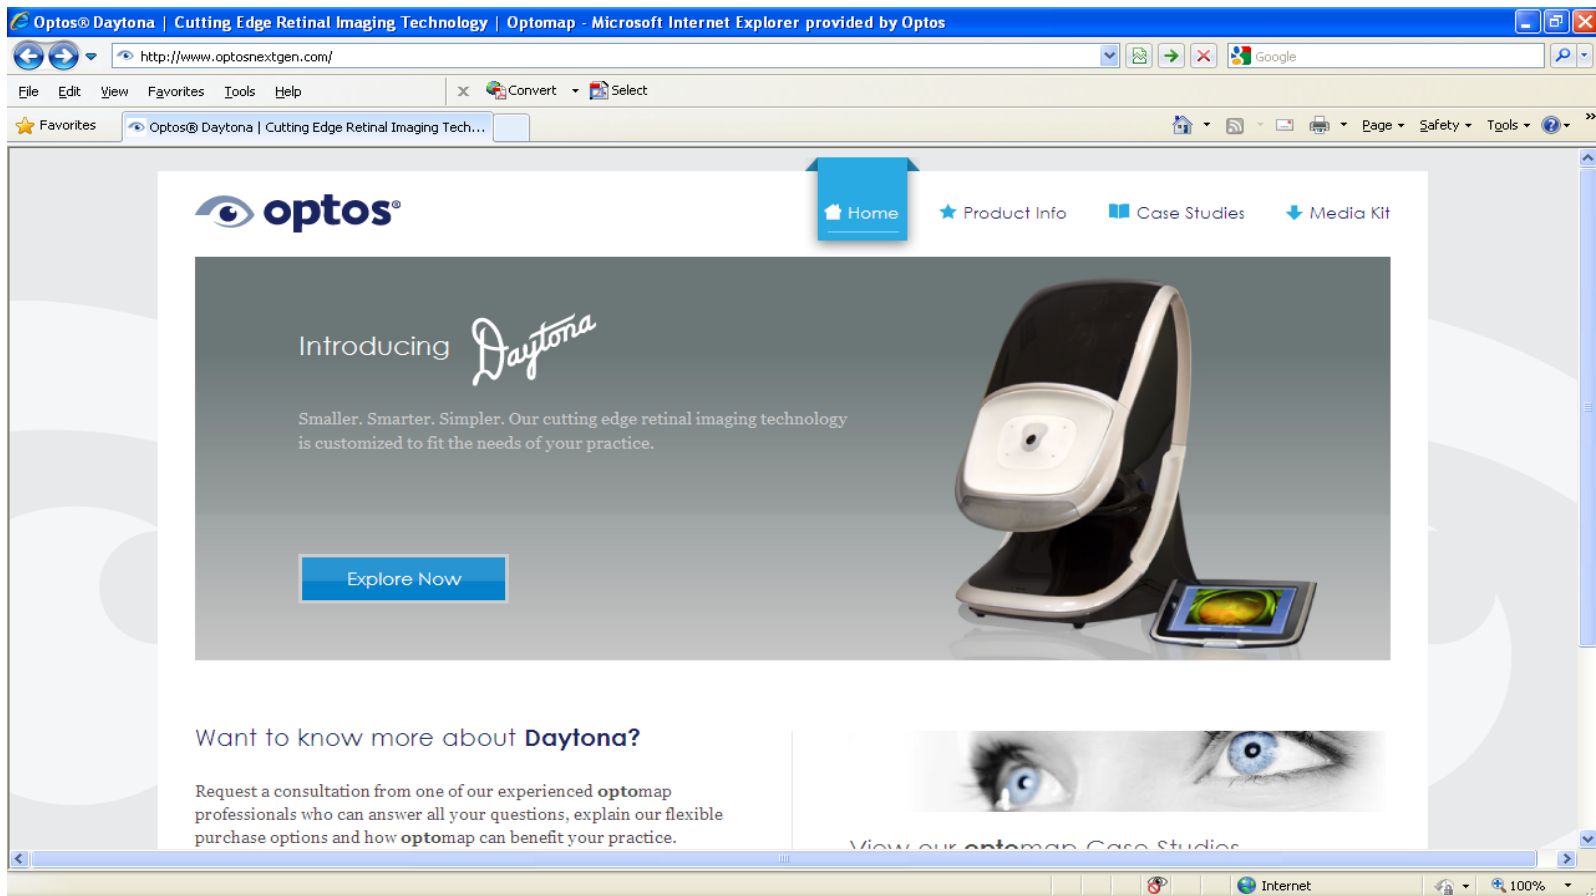 Optos® Daytona | Cutting Edge Retinal Imaging Technology | Optomap - Microsoft Internet Explorer provided by Optos
http://www.optosnextgen.com/
Google
File Edit View Favorites Tools Help
x Convert Select
Favorites
Optos® Daytona | Cutting Edge Retinal Imaging Tech...
Page Safety Tools
optos®
Home Product Info Case Studies Media Kit
Introducing Daytona
Smaller. Smarter. Simpler. Our cutting edge retinal imaging technology
is customized to fit the needs of your practice.
Explore Now
Want to know more about Daytona?
Request a consultation from one of our experienced optomap
professionals who can answer all your questions, explain our flexible
purchase options and how optomap can benefit your practice.
View our optomap Case Studies
Internet
100%